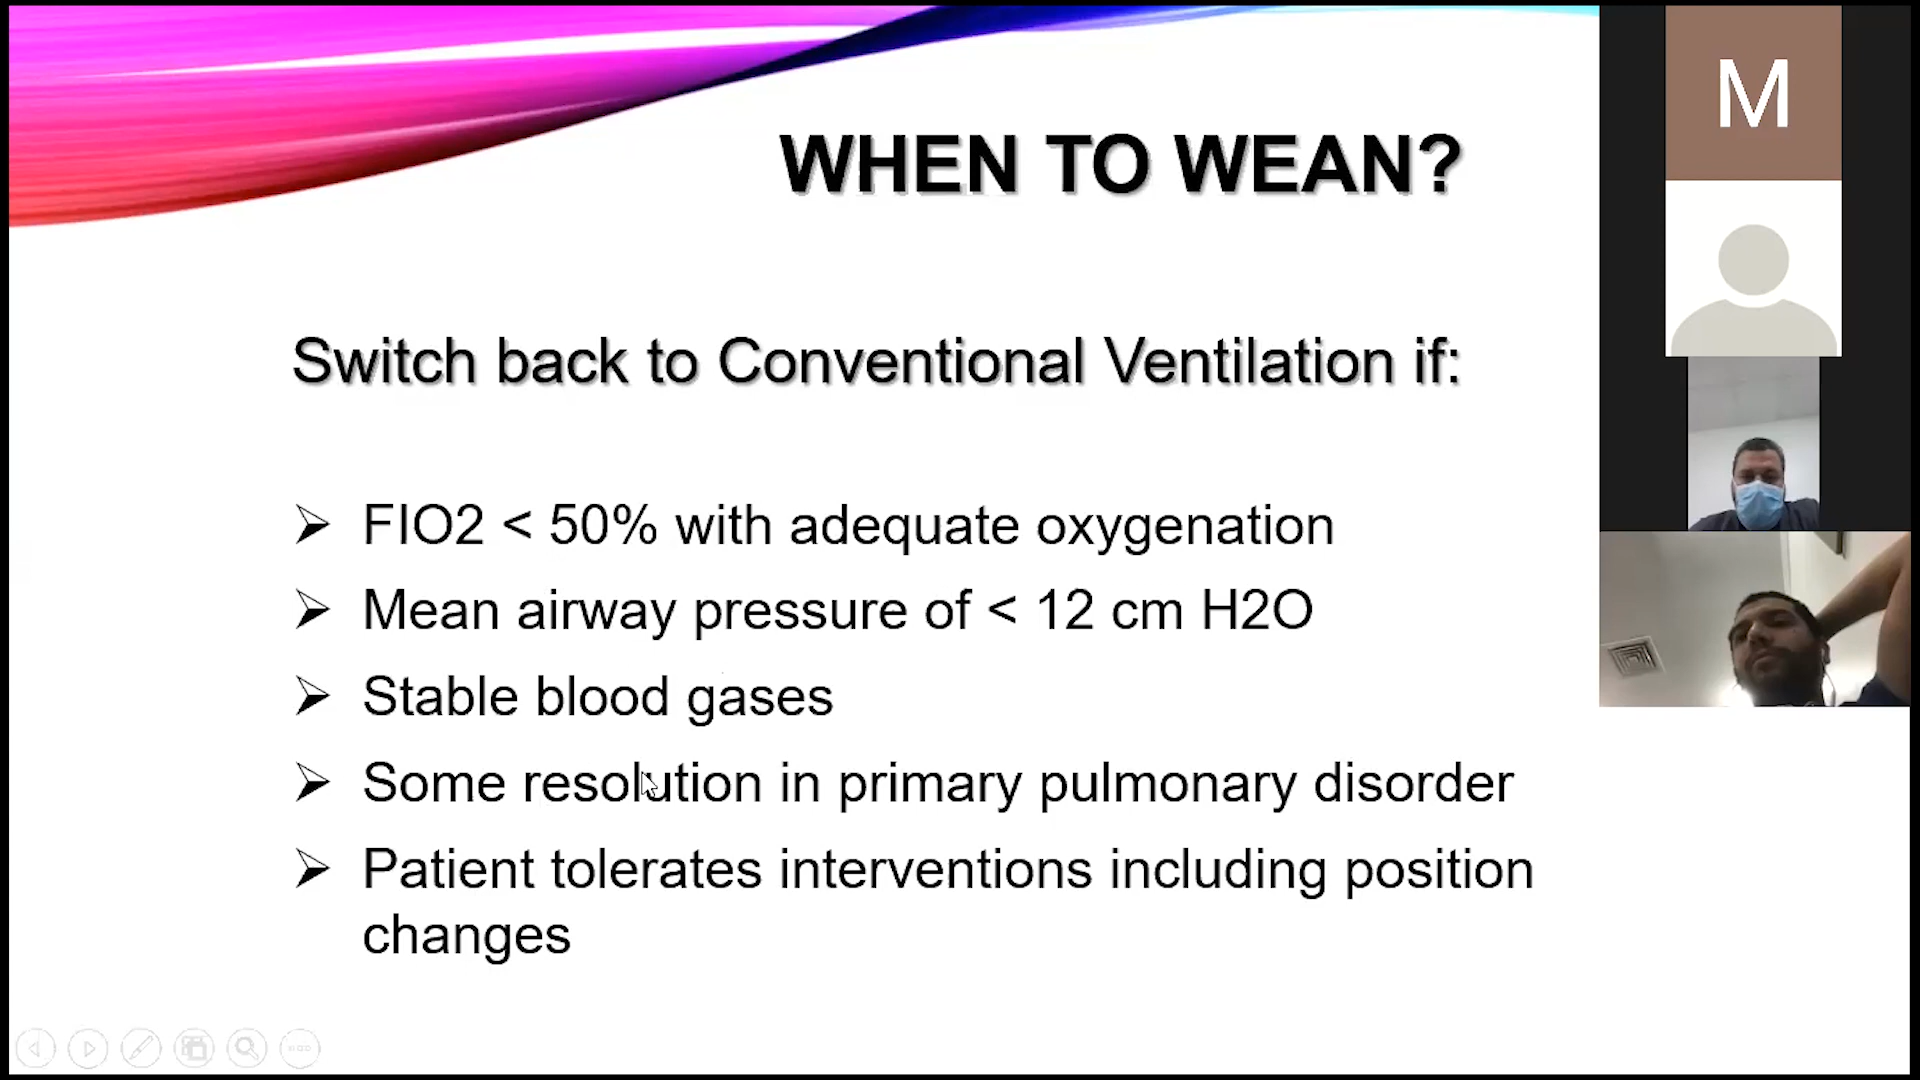 WHEN TO WEAN?
Switch back to Conventional Ventilation if:
➢ FIO2 < 50% with adequate oxygenation
➢ Mean airway pressure of < 12 cm H2O
➢ Stable blood gases
➢ Some resolution in primary pulmonary disorder
➢ Patient tolerates interventions including position
changes
M